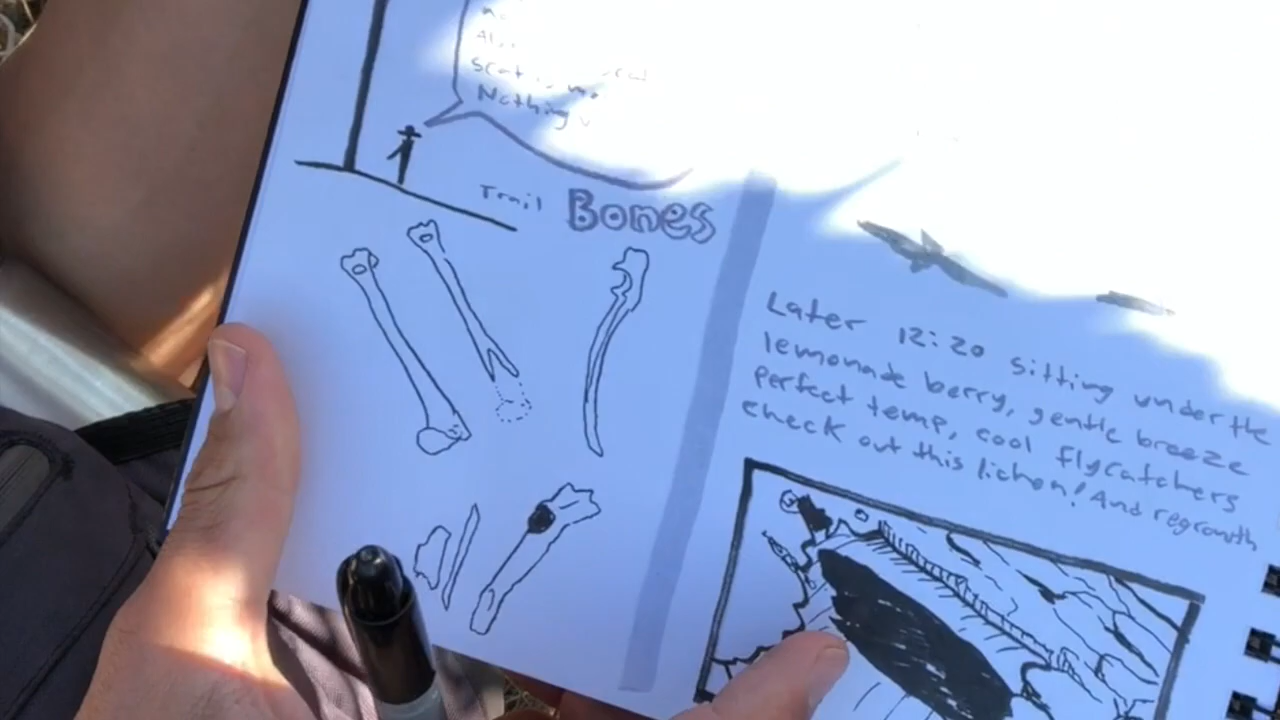 Nothing
Trail Bones
Later 12:20 sitting under the
lemonade berry, gentle breeze
perfect temp, cool flycatchers
check out this lichen! And regrowth